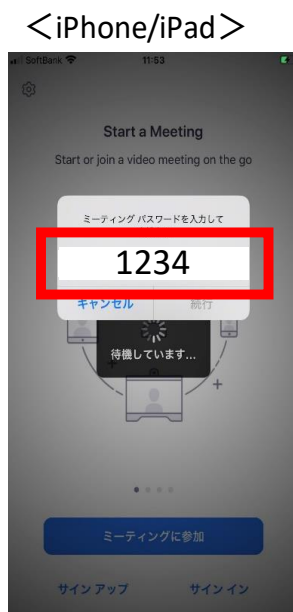 ＜iPhone/iPad＞
SoftBank 11:53
Start a Meeting
Start or join a video meeting on the go
ミーティング パスワードを入力して
1234
キャンセル 続行
待機しています...
ミーティングに参加
サインアップ サインイン